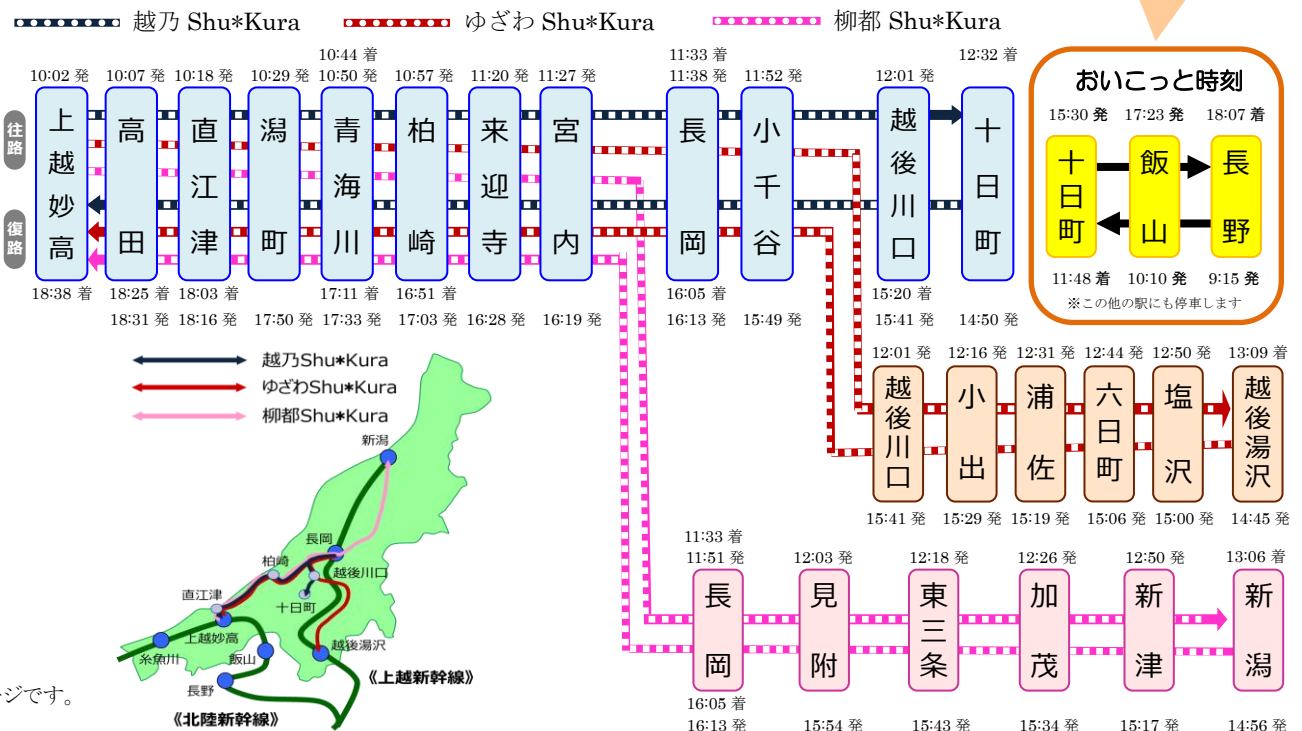 越乃 Shu*Kura
ゆざわ Shu*Kura
柳都 Shu*Kura
10:44 着
11:33 着
12:32 着
10:02 発
10:07 発
10:18 発
10:29 発
10:50 発
10:57 発
11:20 発
11:27 発
11:38 発
11:52 発
12:01 発
往路
復路
上越妙高
高田
直江津
潟町
青海川
柏崎
来迎寺
宮内
長岡
小千谷
越後川口
十日町
18:38 着
18:25 着
18:03 着
17:11 着
16:51 着
16:05 着
15:20 着
18:31 発
18:16 発
17:50 発
17:33 発
17:03 発
16:28 発
16:19 発
16:13 発
15:49 発
15:41 発
14:50 発
おいこっと時刻
15:30 発
17:23 発
18:07 着
十日町
飯山
長野
11:48 着
10:10 発
9:15 発
※この他の駅にも停車します
12:01 発
12:16 発
12:31 発
12:44 発
12:50 発
13:09 着
越後川口
小出
浦佐
六日町
塩沢
越後湯沢
15:41 発
15:29 発
15:19 発
15:06 発
15:00 発
14:45 発
11:33 着
11:51 発
12:03 発
12:18 発
12:26 発
12:50 発
13:06 着
長岡
見附
東三条
加茂
新津
新潟
16:05 着
16:13 発
15:54 発
15:43 発
15:34 発
15:17 発
14:56 発
越乃Shu*Kura
ゆざわShu*Kura
柳都Shu*Kura
新潟
長岡
柏崎
越後川口
直江津
十日町
上越妙高
越後湯沢
糸魚川
飯山
《上越新幹線》
長野
《北陸新幹線》
ージです。